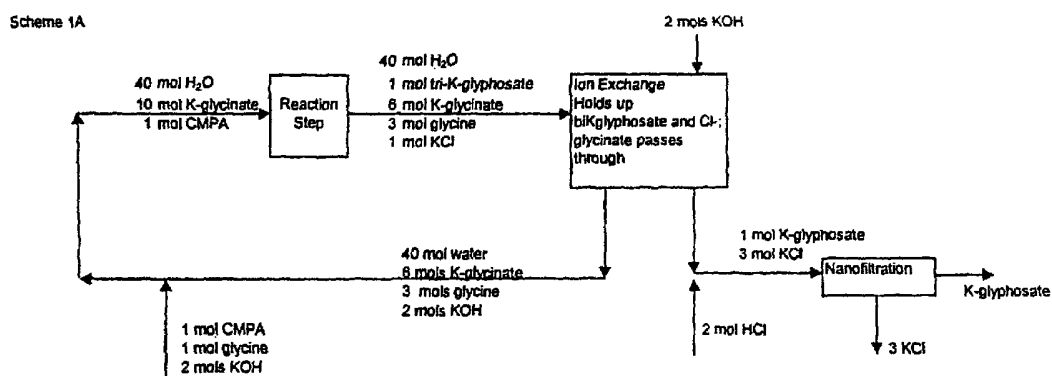 Scheme 1A
2 mols KOH
40 mol H₂O
10 mol K-glycinate
1 mol CMPA
Reaction
Step
40 mol H₂O
1 mol tri-K-glyphosate
6 mol K-glycinate
3 mol glycine
1 mol KCl
Ion Exchange
Holds up
biKglyphosate and Cl-;
glycinate passes
through
40 mol water
6 mols K-glycinate
3 mols glycine
2 mols KOH
1 mol K-glyphosate
3 mol KCl
Nanofiltration
K-glyphosate
1 mol CMPA
1 mol glycine
2 mols KOH
2 mol HCl
3 KCl